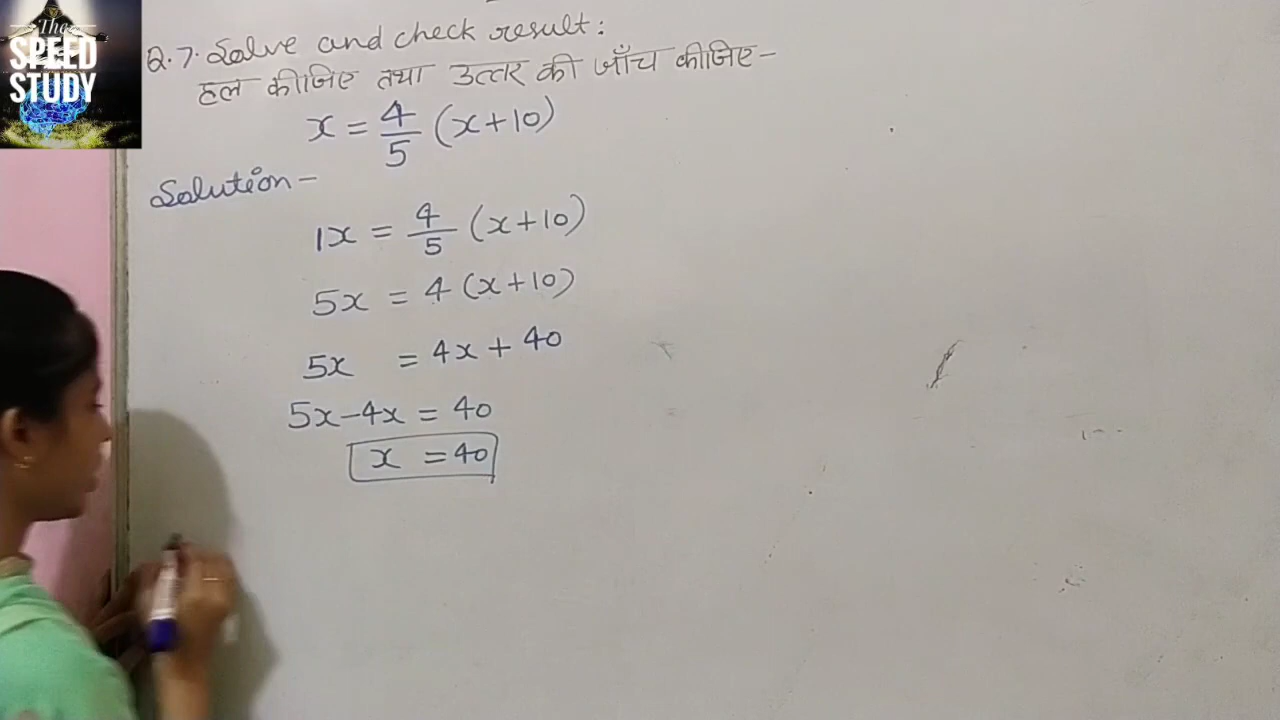 The
SPEED
STUDY
Q.7. Solve and check result:
हल कीजिए तथा उत्तर की जाँच कीजिए-
x = 4/5 (x+10)
Solution-
1x = 4/5 (x+10)
5x = 4 (x+10)
5x = 4x + 40
5x-4x = 40
x = 40